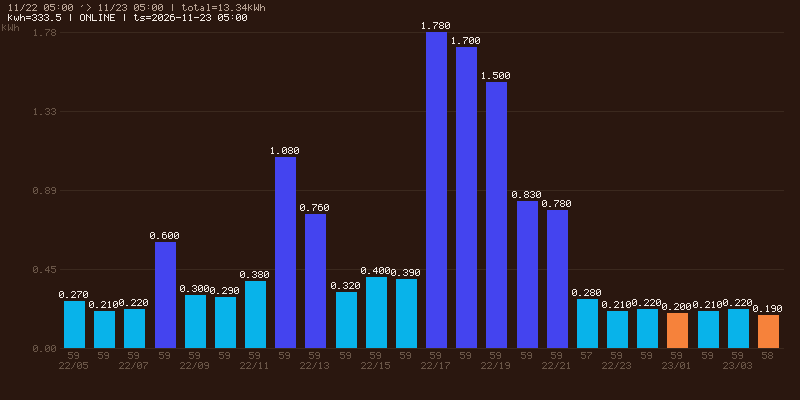 11/22 05:00 -> 11/23 05:00 | total=13.34kWh
Kwh=333.5 | ONLINE | ts=2026-11-23 05:00
kWh
1.78
1.33
0.89
0.45
0.00
0.270 0.210 0.220 0.600 0.300 0.290 0.380 1.080 0.760 0.320 0.400 0.390 1.780 1.700 1.500 0.830 0.780 0.280 0.210 0.220 0.200 0.210 0.220 0.190
59 59 59 59 59 59 59 59 59 59 59 59 59 59 59 59 59 57 59 59 59 59 59 58
22/05 22/07 22/09 22/11 22/13 22/15 22/17 22/19 22/21 22/23 23/01 23/03